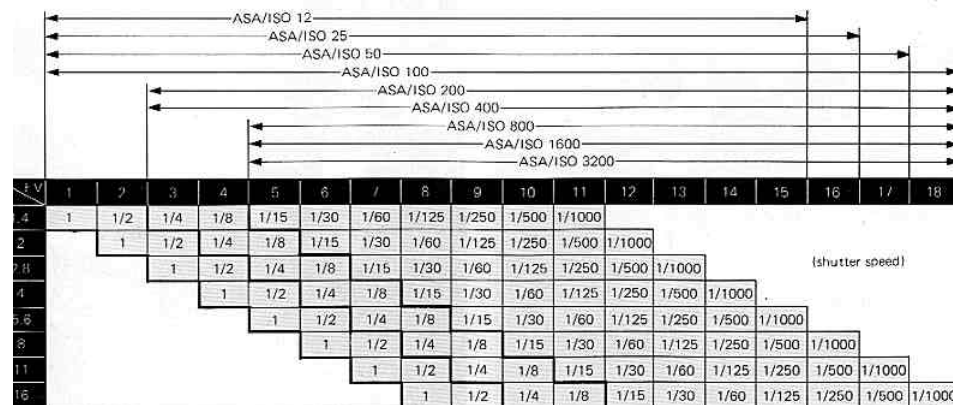 ASA/ISO 12
ASA/ISO 25
ASA/ISO 50
ASA/ISO 100
ASA/ISO 200
ASA/ISO 400
ASA/ISO 800
ASA/ISO 1600
ASA/ISO 3200
EV 1 2 3 4 5 6 7 8 9 10 11 12 13 14 15 16 17 18
1.4 1 1/2 1/4 1/8 1/15 1/30 1/60 1/125 1/250 1/500 1/1000
2 1 1/2 1/4 1/8 1/15 1/30 1/60 1/125 1/250 1/500 1/1000
2.8 1 1/2 1/4 1/8 1/15 1/30 1/60 1/125 1/250 1/500 1/1000 (shutter speed)
4 1 1/2 1/4 1/8 1/15 1/30 1/60 1/125 1/250 1/500 1/1000
5.6 1 1/2 1/4 1/8 1/15 1/30 1/60 1/125 1/250 1/500 1/1000
8 1 1/2 1/4 1/8 1/15 1/30 1/60 1/125 1/250 1/500 1/1000
11 1 1/2 1/4 1/8 1/15 1/30 1/60 1/125 1/250 1/500 1/1000
16 1 1/2 1/4 1/8 1/15 1/30 1/60 1/125 1/250 1/500 1/1000